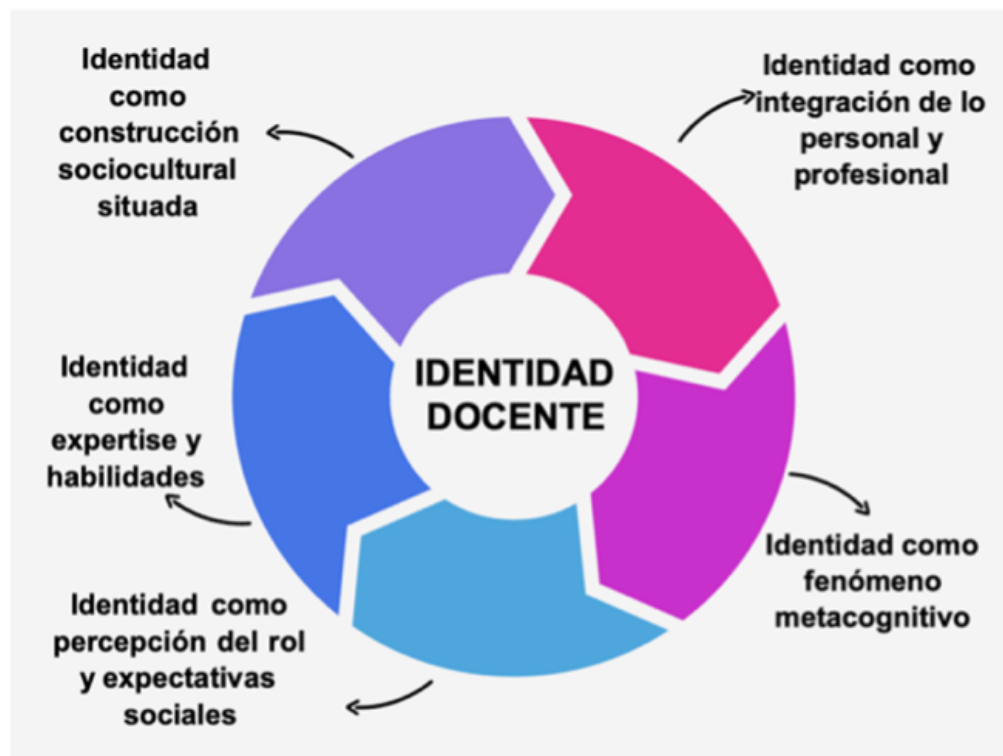 Identidad
como
construcción
sociocultural
situada
Identidad como
integración de lo
personal y
profesional
IDENTIDAD
DOCENTE
Identidad
como
expertise y
habilidades
Identidad como
fenómeno
metacognitivo
Identidad como
percepción del rol
y expectativas
sociales